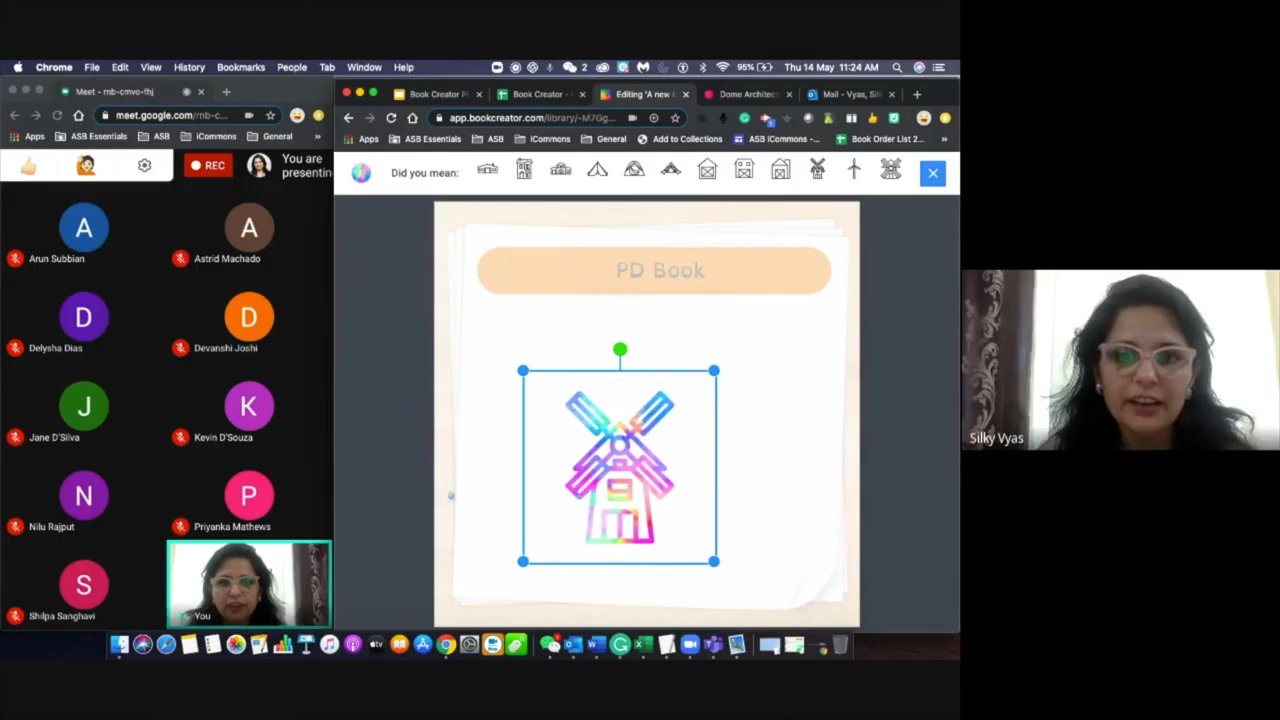 Chrome File Edit View History Bookmarks People Tab Window Help 2 95% Thu 14 May 11:24 AM
Meet - rnb-cmvo-fhj
meet.google.com/rnb-c...
Apps ASB Essentials ASB iCommons General »
REC You are presentin
A Arun Subbian
A Astrid Machado
D Delysha Dias
D Devanshi Joshi
J Jane D'Silva
K Kevin D'Souza
N Nilu Rajput
P Priyanka Mathews
S Shilpa Sanghavi
You
Book Creator P Book Creator - Editing "A new b Dome Architec Mail - Vyas, Sil
app.bookcreator.com/library/-M7Gg...
Apps ASB Essentials ASB iCommons General Add to Collections ASB iCommons -... Book Order List 2... »
Did you mean:
PD Book
Silky Vyas